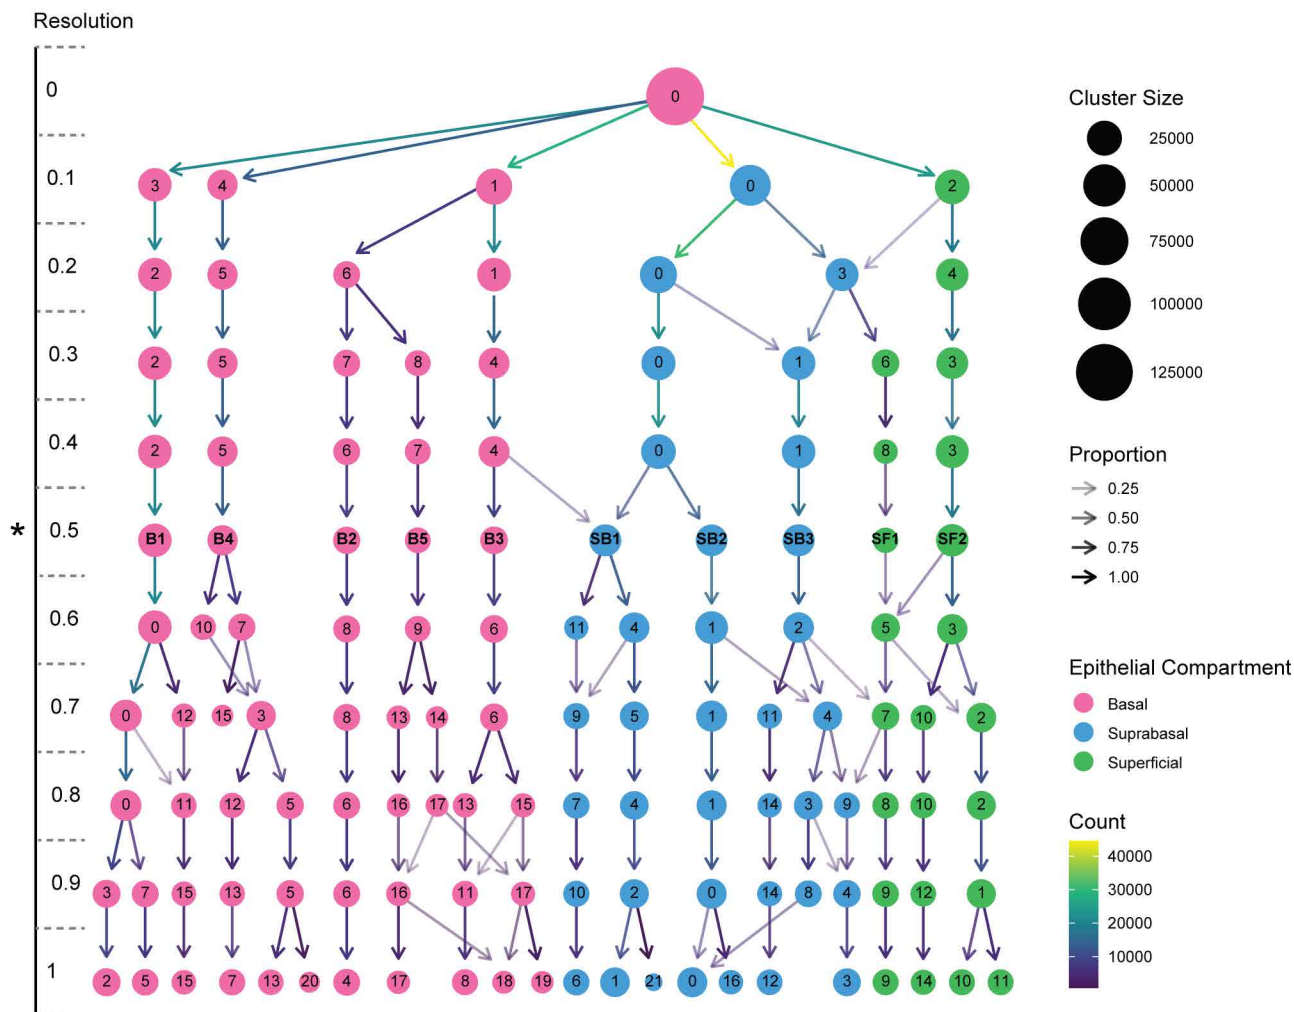 Resolution
0
0
0.1
3 4 1 0 2
0.2
2 5 6 1 0 3 4
0.3
2 5 7 8 4 0 1 6 3
0.4
2 5 6 7 4 0 1 8 3
*
0.5
B1 B4 B2 B5 B3 SB1 SB2 SB3 SF1 SF2
0.6
0 10 7 8 9 6 11 4 1 2 5 3
0.7
0 12 15 3 8 13 14 6 9 5 1 11 4 7 10 2
0.8
0 11 12 5 6 16 17 13 15 7 4 1 14 3 9 8 10 2
0.9
3 7 15 13 5 6 16 11 17 10 2 0 14 8 4 9 12 1
1
2 5 15 7 13 20 4 17 8 18 19 6 1 21 0 16 12 3 9 14 10 11
Cluster Size
25000
50000
75000
100000
125000
Proportion
0.25
0.50
0.75
1.00
Epithelial Compartment
Basal
Suprabasal
Superficial
Count
40000
30000
20000
10000